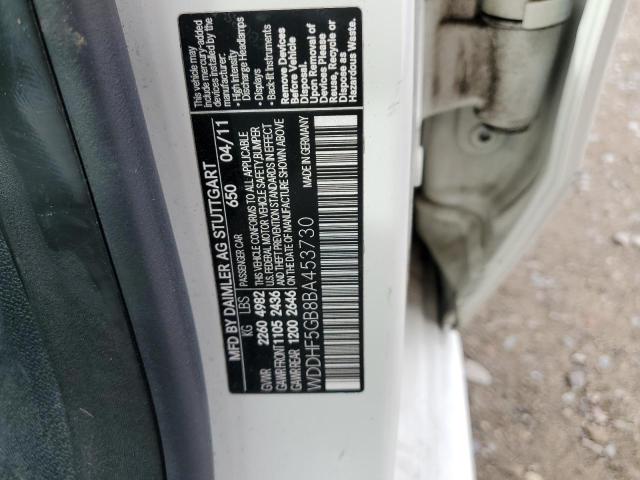 MFD BY DAIMLER AG STUTTGART
650 04/11
KG LBS PASSENGER CAR
GVWR 2260 4982 THIS VEHICLE CONFORMS TO ALL APPLICABLE
GAWR FRONT 1105 2436 U.S. FEDERAL MOTOR VEHICLE SAFETY/BUMPER
GAWR REAR 1200 2646 AND THEFT PREVENTION STANDARDS IN EFFECT
ON THE DATE OF MANUFACTURE SHOWN ABOVE
WDDHF5GB8BA453730 MADE IN GERMANY
This vehicle may
include mercury-added
devices installed by the
manufacturer:
• High Intensity
Discharge Headlamps
• Displays
• Back-lit Instruments
Remove Devices
Before Vehicle
Disposal.
Upon Removal of
Devices Please
Reuse, Recycle or
Dispose as
Hazardous Waste.